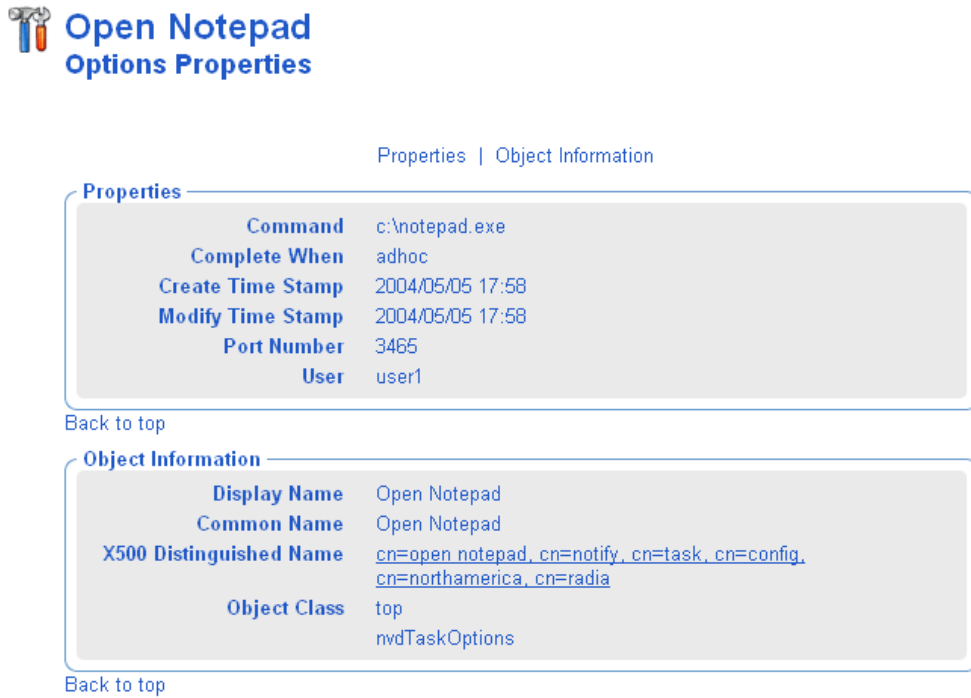 Open Notepad
Options Properties
Properties | Object Information
Properties
Command c:\notepad.exe
Complete When adhoc
Create Time Stamp 2004/05/05 17:58
Modify Time Stamp 2004/05/05 17:58
Port Number 3465
User user1
Back to top
Object Information
Display Name Open Notepad
Common Name Open Notepad
X500 Distinguished Name cn=open notepad, cn=notify, cn=task, cn=config,
cn=northamerica, cn=radia
Object Class top
nvdTaskOptions
Back to top